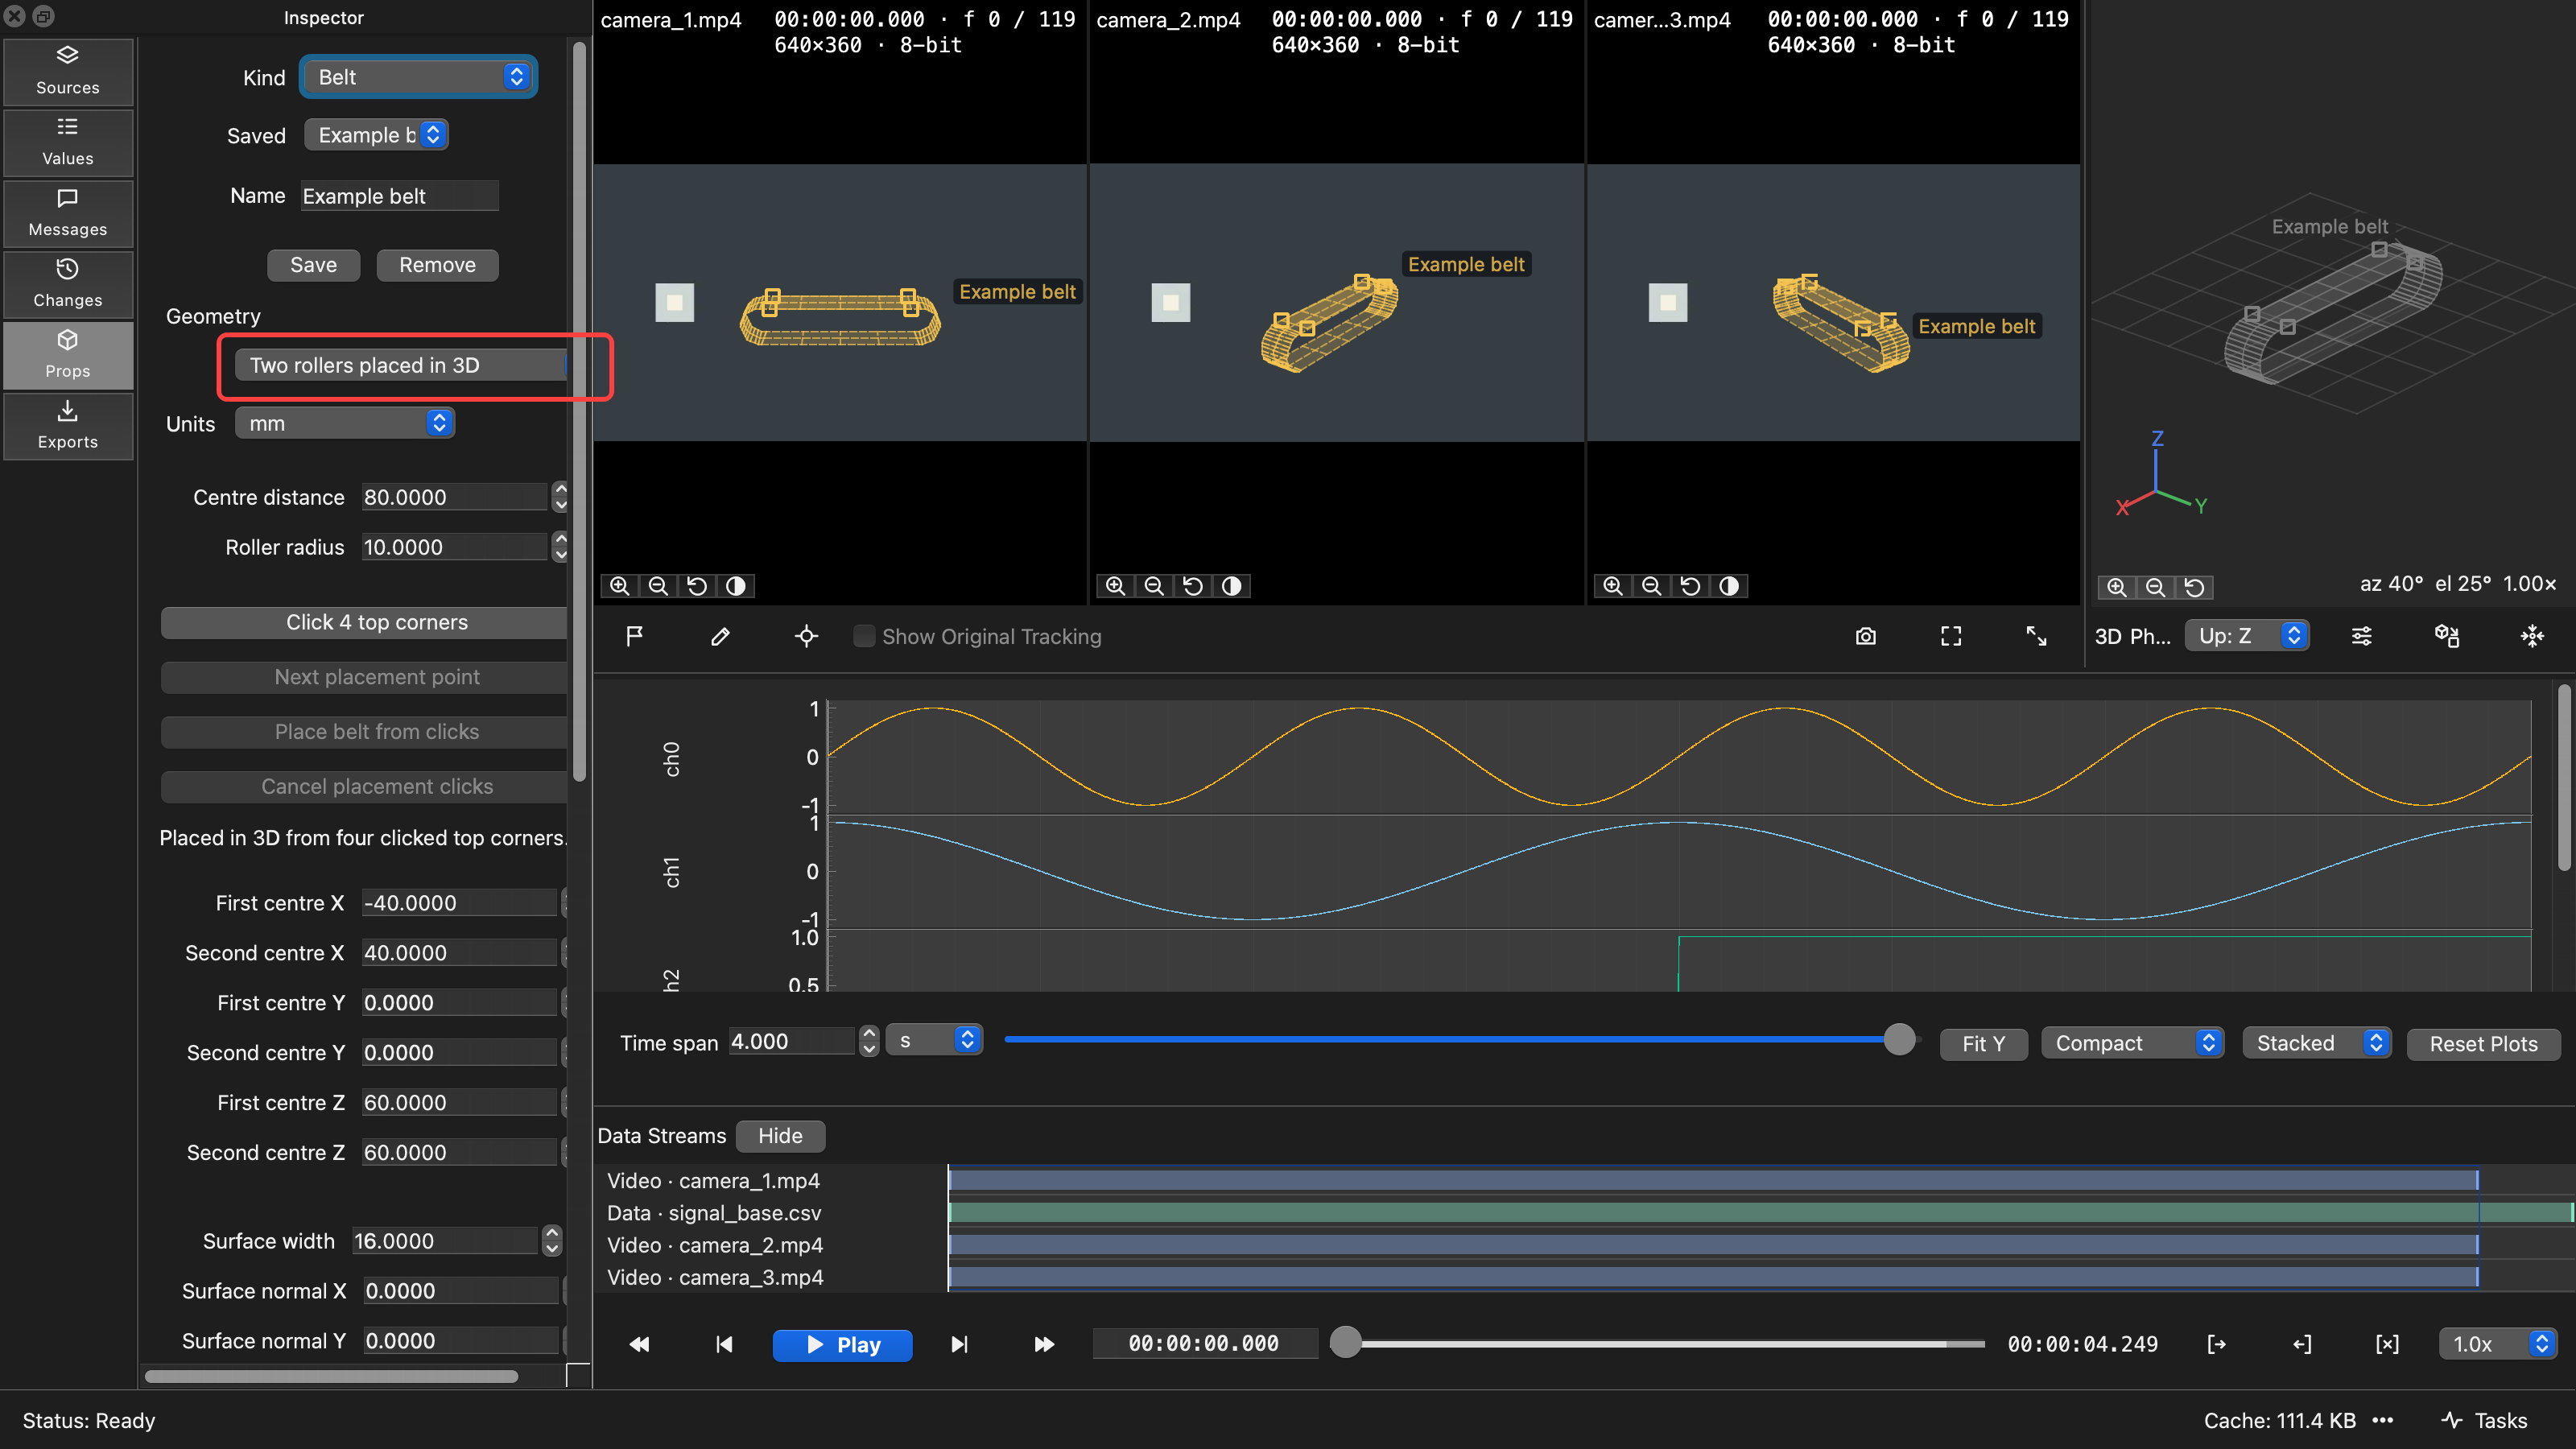 Inspector
Sources
Values
Messages
Changes
Props
Exports
Kind
Belt
Saved
Example b
Name
Example belt
Save
Remove
Geometry
Two rollers placed in 3D
Units
mm
Centre distance
80.0000
Roller radius
10.0000
Click 4 top corners
Next placement point
Place belt from clicks
Cancel placement clicks
Placed in 3D from four clicked top corners.
First centre X
-40.0000
Second centre X
40.0000
First centre Y
0.0000
Second centre Y
0.0000
First centre Z
60.0000
Second centre Z
60.0000
Surface width
16.0000
Surface normal X
0.0000
Surface normal Y
0.0000
camera_1.mp4
00:00:00.000 · f 0 / 119
640×360 · 8-bit
Example belt
camera_2.mp4
00:00:00.000 · f 0 / 119
640×360 · 8-bit
Example belt
camer...3.mp4
00:00:00.000 · f 0 / 119
640×360 · 8-bit
Example belt
Example belt
Z
X
Y
az 40° el 25° 1.00×
Show Original Tracking
3D Ph...
Up: Z
ch0
1
0
-1
ch1
1
0
-1
h2
1.0
0.5
Time span
4.000
s
Fit Y
Compact
Stacked
Reset Plots
Data Streams
Hide
Video · camera_1.mp4
Data · signal_base.csv
Video · camera_2.mp4
Video · camera_3.mp4
Play
00:00:00.000
00:00:04.249
1.0x
Status: Ready
Cache: 111.4 KB
Tasks